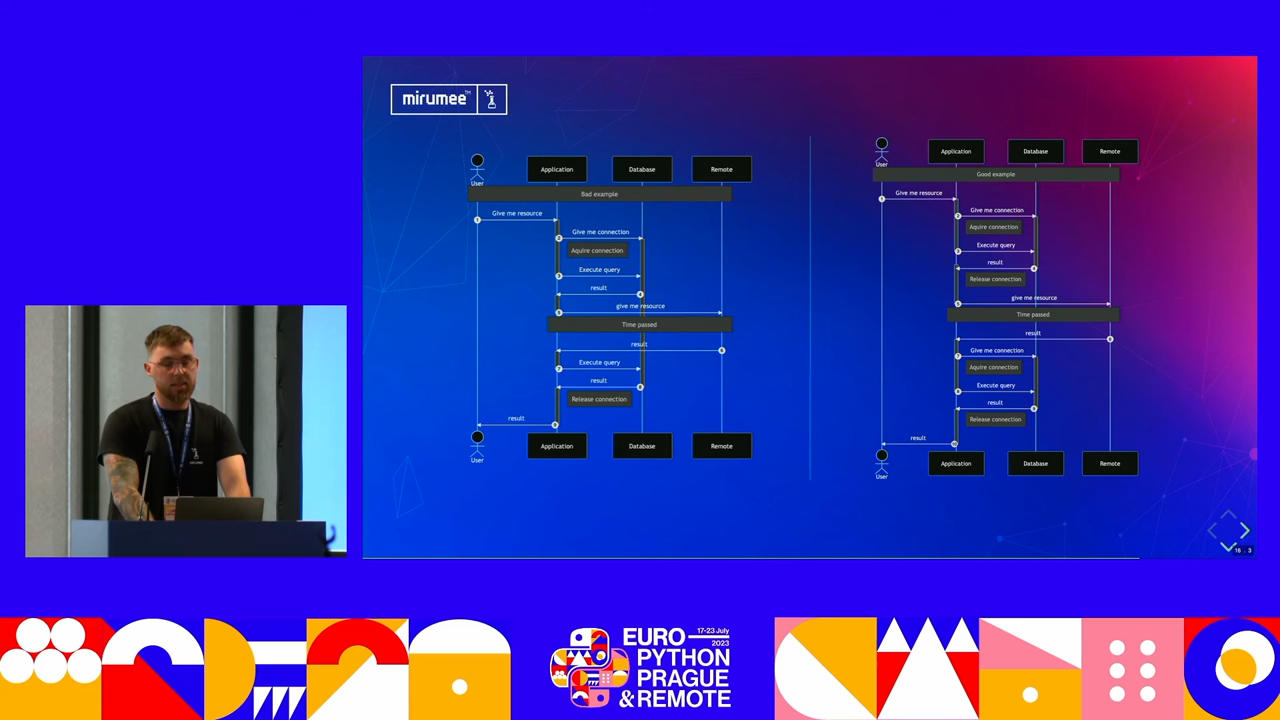 mirumee™
Application
Database
Remote
User
Bad example
Give me resource
Give me connection
Aquire connection
Execute query
result
give me resource
Time passed
result
Execute query
result
Release connection
result
Application
Database
Remote
User
Application
Database
Remote
User
Good example
Give me resource
Give me connection
Aquire connection
Execute query
result
Release connection
give me resource
Time passed
result
Give me connection
Aquire connection
Execute query
result
Release connection
result
Application
Database
Remote
User
16 . 3
EURO 17-23 July 2023
PYTHON
PRAGUE
& REMOTE